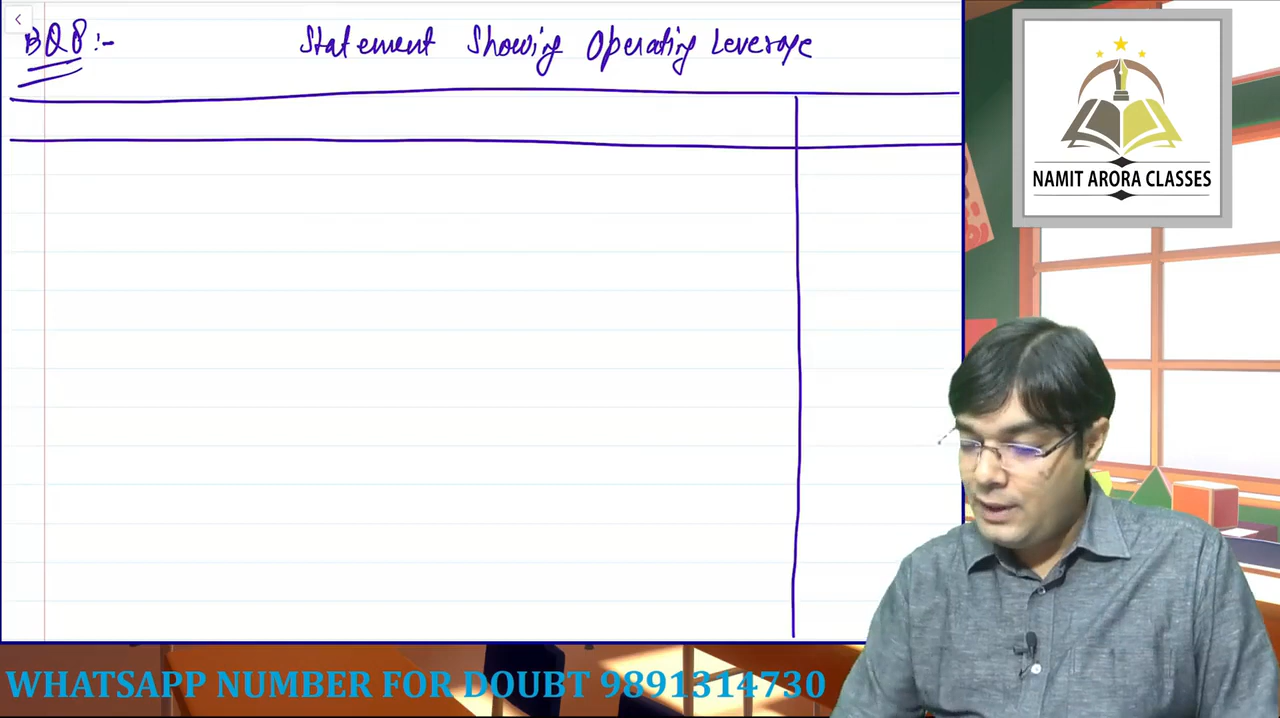 BQ8:- Statement Showing Operating Leverage
NAMIT ARORA CLASSES
WHATSAPP NUMBER FOR DOUBT 9891314730